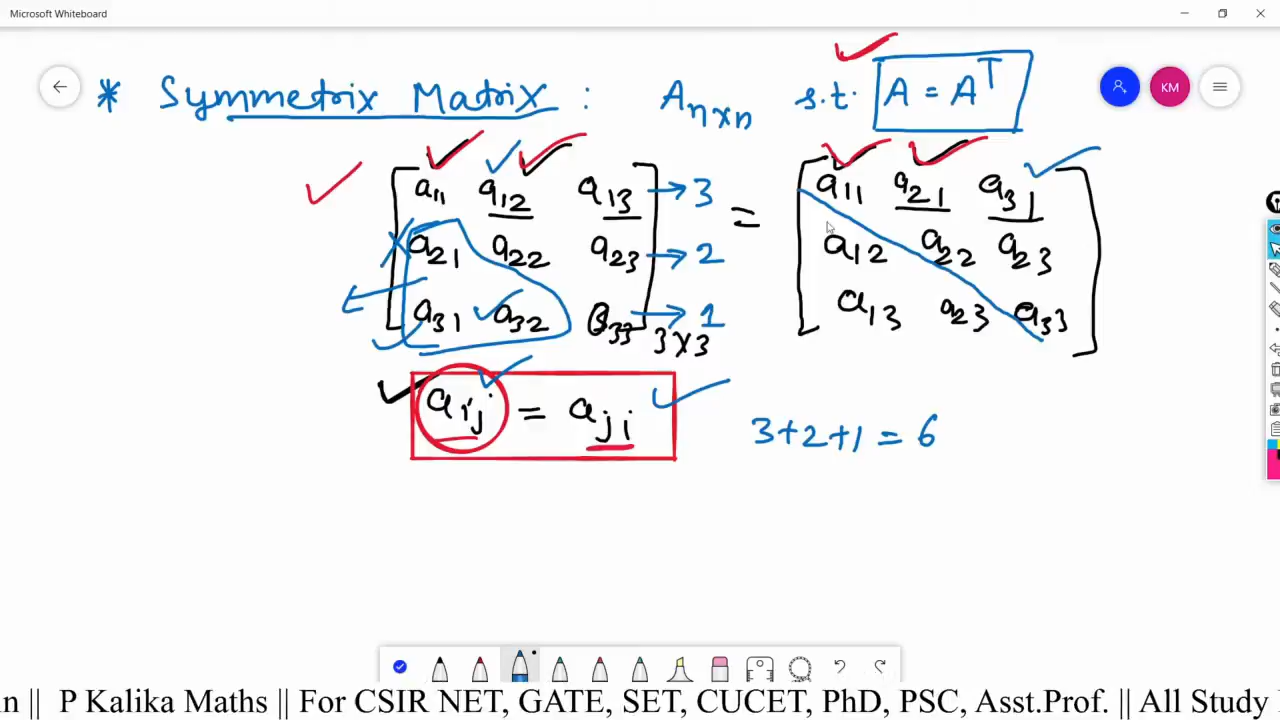 Microsoft Whiteboard
* Symmetrix Matrix : Anxn s.t. A = A^T
KM
a11 a12 a13 → 3 = a11 a21 a31
a21 a22 a23 → 2 a12 a22 a23
a31 a32 a33 → 1 a13 a23 a33
3x3
aij = aji 3+2+1 = 6
n || P Kalika Maths || For CSIR NET, GATE, SET, CUCET, PhD, PSC, Asst.Prof. || All Study